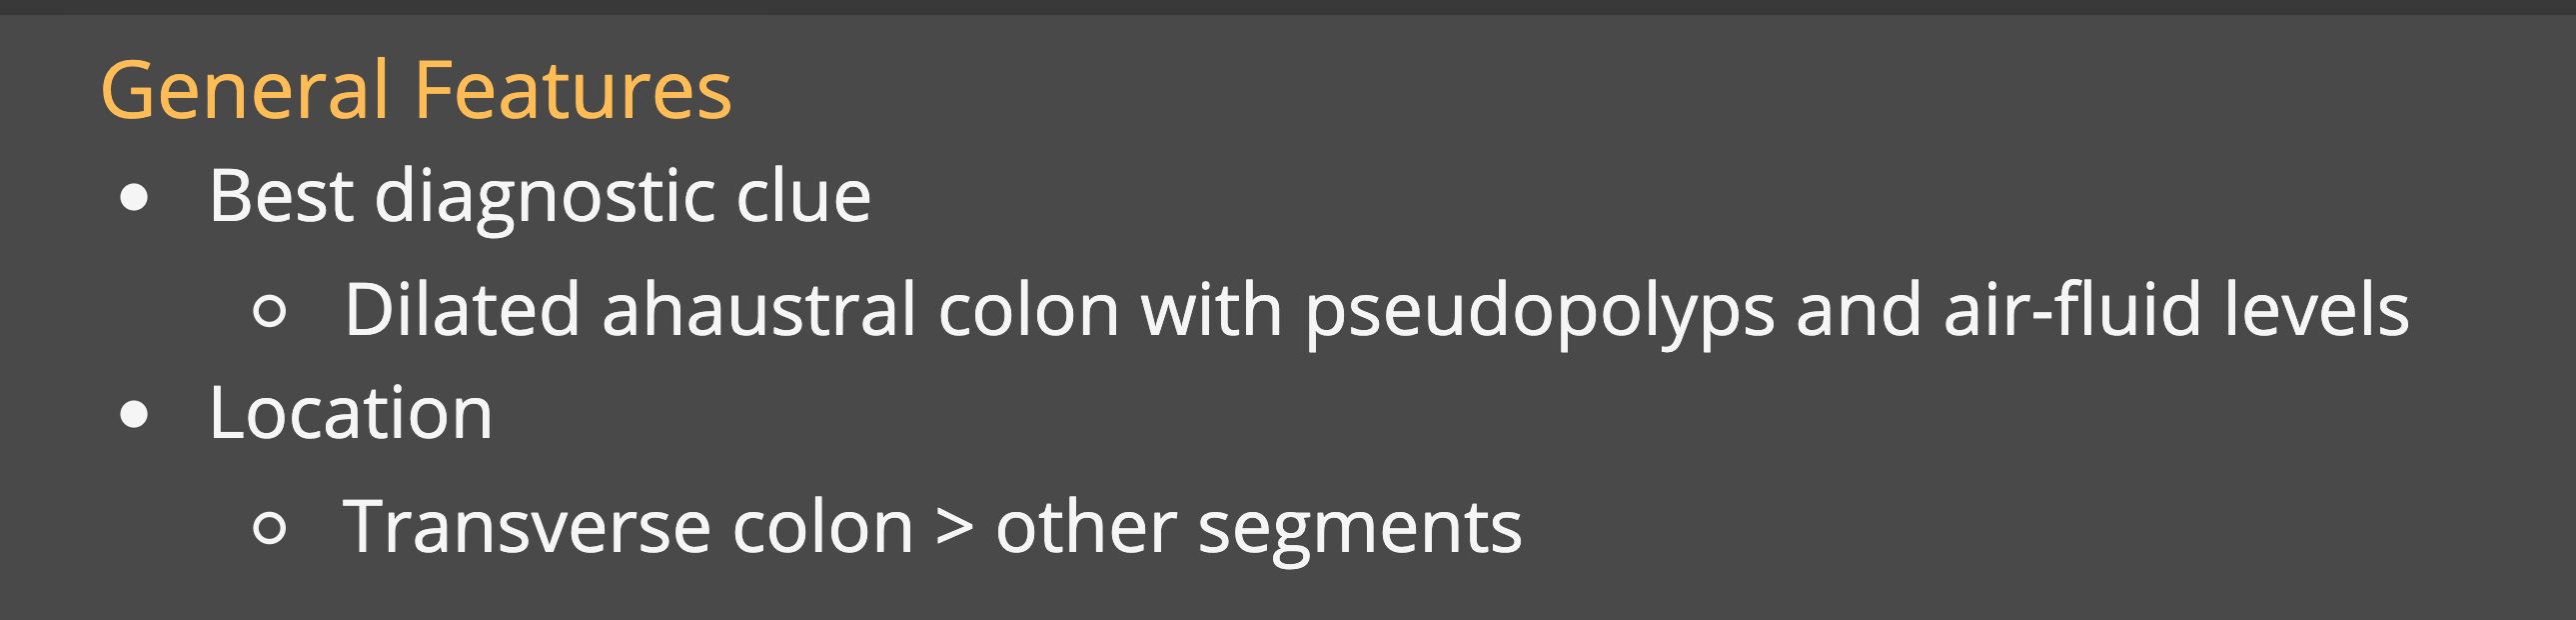 General Features
• Best diagnostic clue
○ Dilated ahaustral colon with pseudopolyps and air-fluid levels
• Location
○ Transverse colon > other segments